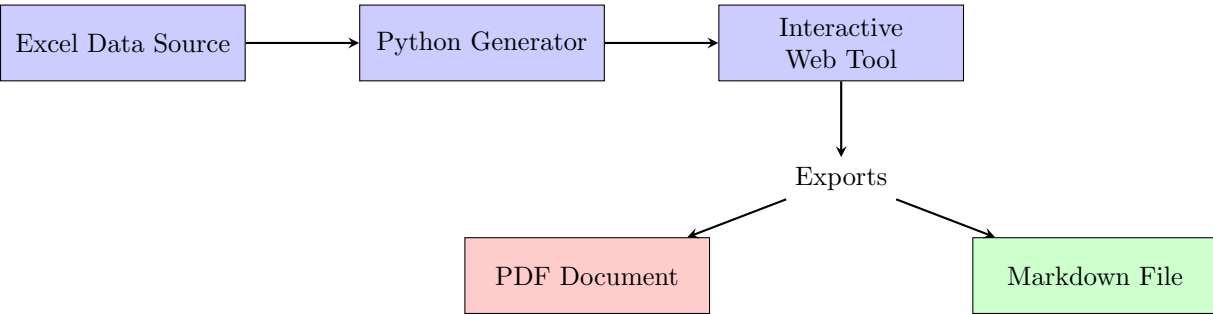 Excel Data Source
Python Generator
Interactive
Web Tool
Exports
PDF Document
Markdown File